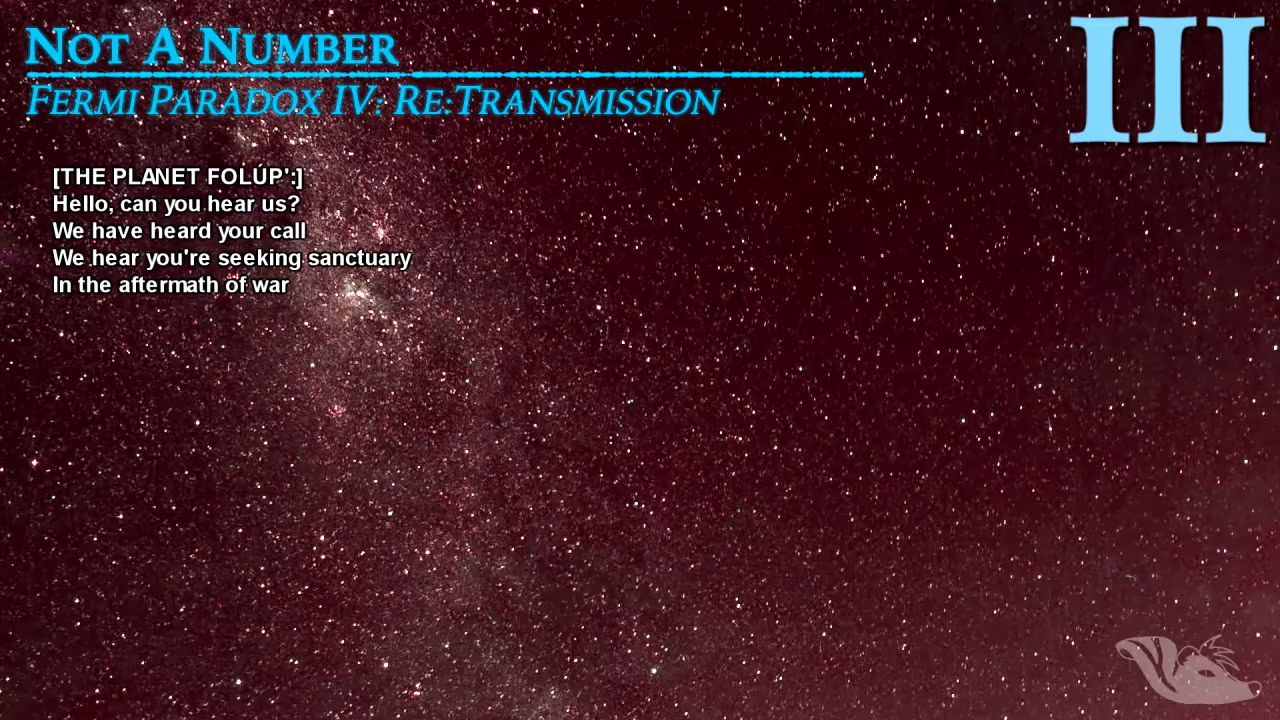 Not A Number
III
Fermi Paradox IV: Re:Transmission
[THE PLANET FOLÚP':]
Hello, can you hear us?
We have heard your call
We hear you're seeking sanctuary
In the aftermath of war